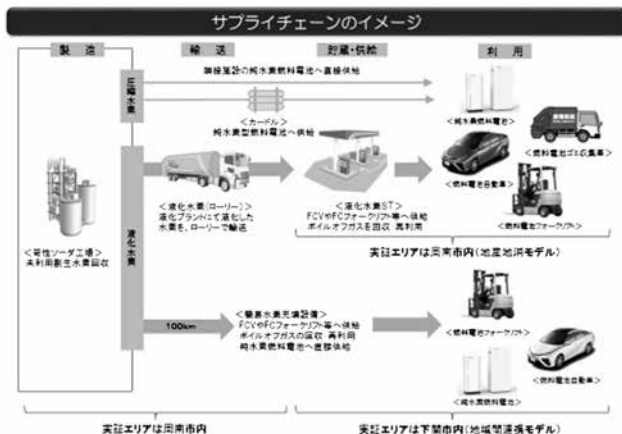 サプライチェーンのイメージ
製造
輸送
貯蔵・供給
利用
圧縮水素
隣接施設の純水素燃料電池へ直接供給
<カードル>
純水素型燃料電池へ供給
<純水素燃料電池>
<燃料電池ゴミ収集車>
<燃料電池自動車>
<燃料電池フォークリフト>
<苛性ソーダ工場>
未利用副生水素回収
液化水素
<液化水素(ローリー)>
液化プラントにて液化した
水素を、ローリーで輸送
<液化水素ST>
FCVやFCフォークリフト等へ供給
ボイルオフガスを回収・再利用
実証エリアは周南市内(地産地消モデル)
100km
<簡易水素充填設備>
FCVやFCフォークリフト等へ供給
ボイルオフガスの回収・再利用
純水素燃料電池へ直接供給
<燃料電池フォークリフト>
<燃料電池自動車>
<純水素燃料電池>
実証エリアは周南市内
実証エリアは下関市内(地域間連携モデル)